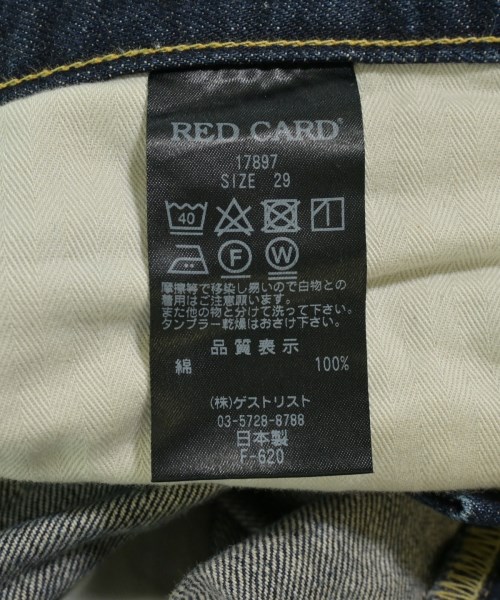 RED CARD®
17897
SIZE 29
40
F W
摩擦等で移染し易いので白物との
着用はご注意願います。
また他の物と分けて洗って下さい。
タンブラー乾燥はおさけ下さい。
品質表示
綿 100%
(株)ゲストリスト
03-5728-8788
日本製
F-620